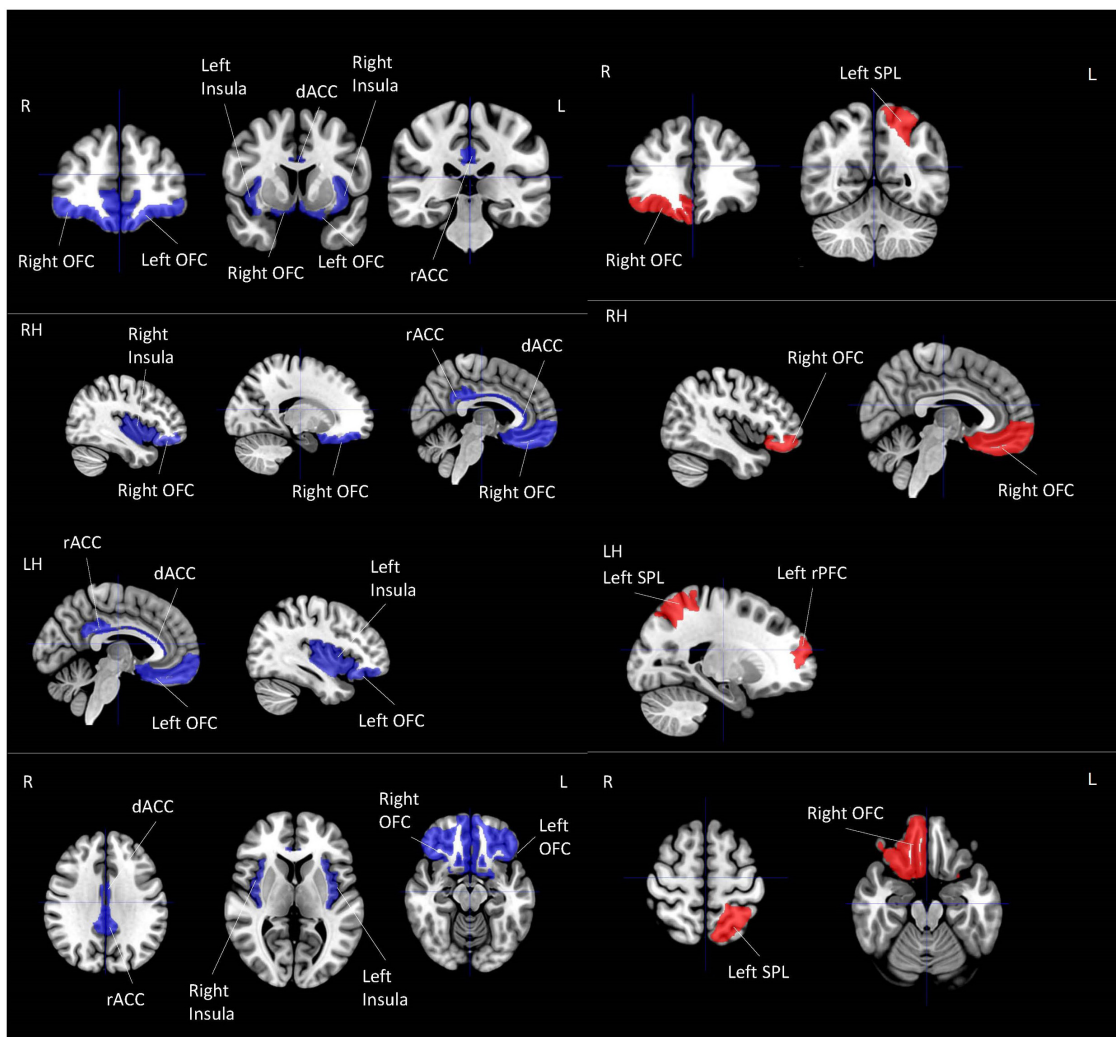 R
Left
Insula
dACC
Right
Insula
L
Right OFC
Left OFC
Right OFC
Left OFC
rACC
R
Left SPL
L
Right OFC
RH
Right
Insula
rACC
dACC
Right OFC
Right OFC
Right OFC
RH
Right OFC
Right OFC
LH
rACC
dACC
Left
Insula
Left OFC
Left OFC
LH
Left SPL
Left rPFC
R
dACC
Right
OFC
L
Left
OFC
rACC
Right
Insula
Left
Insula
R
Right OFC
L
Left SPL